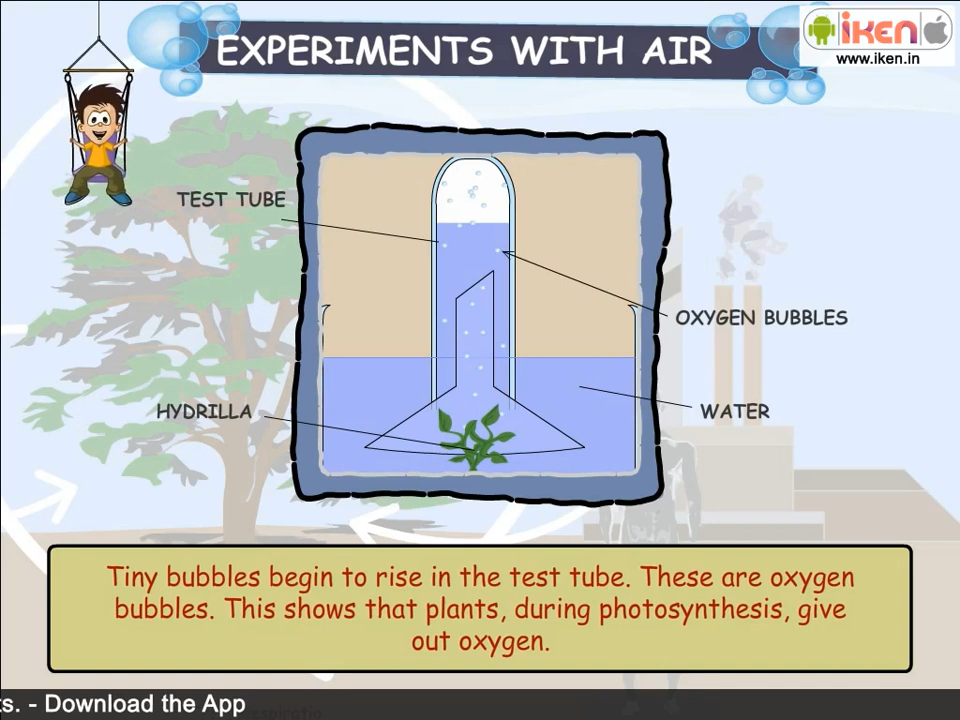 EXPERIMENTS WITH AIR
iKEN
www.iken.in
TEST TUBE
OXYGEN BUBBLES
HYDRILLA
WATER
Tiny bubbles begin to rise in the test tube. These are oxygen
bubbles. This shows that plants, during photosynthesis, give
out oxygen.
ts. - Download the App